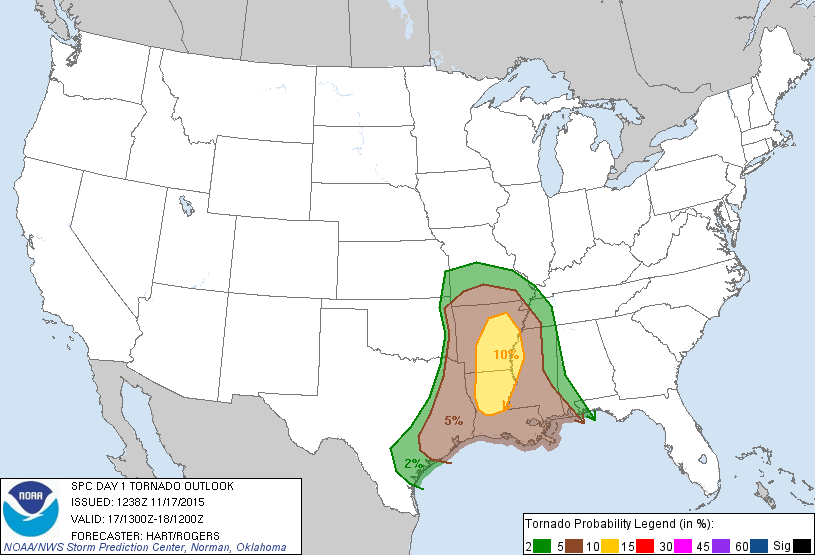 10%
5%
2%
NOAA
SPC DAY 1 TORNADO OUTLOOK
ISSUED: 1238Z 11/17/2015
VALID: 17/1300Z-18/1200Z
FORECASTER: HART/ROGERS
NOAA/NWS Storm Prediction Center, Norman, Oklahoma
Tornado Probability Legend (in %):
2 5 10 15 30 45 60 Sig